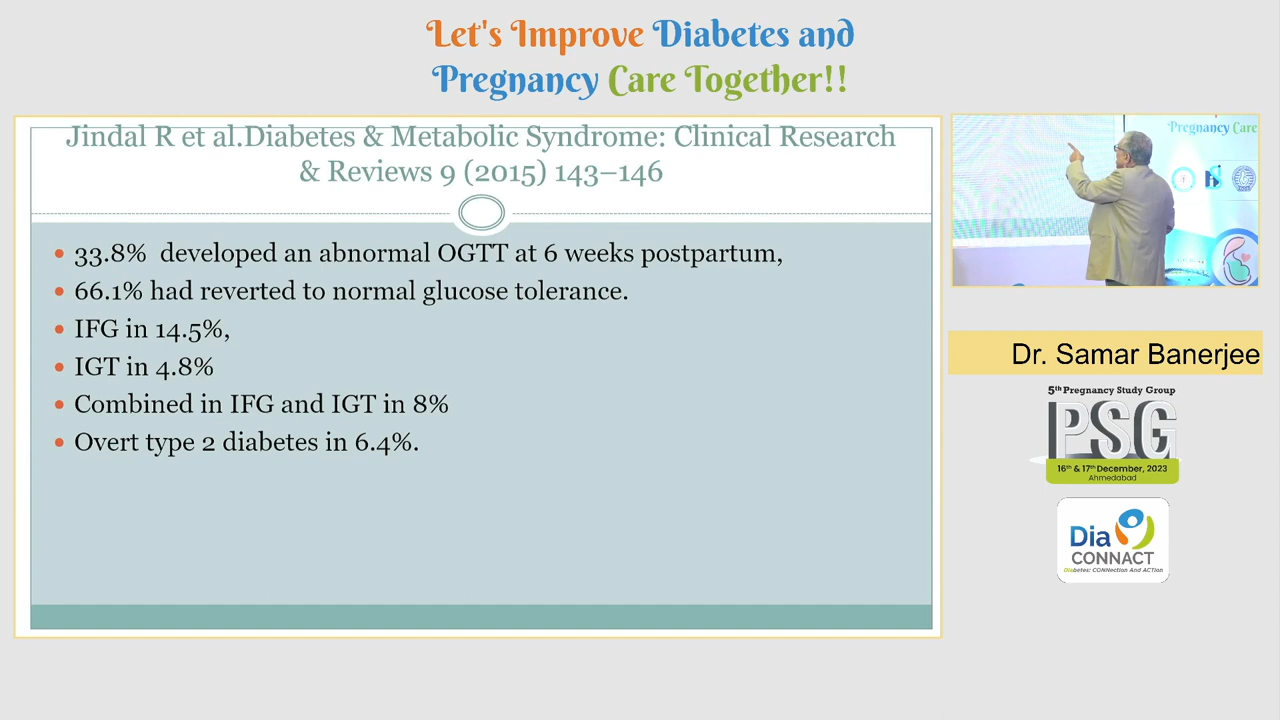 Let's Improve Diabetes and
Pregnancy Care Together!!
Jindal R et al.Diabetes & Metabolic Syndrome: Clinical Research
& Reviews 9 (2015) 143–146
• 33.8%  developed an abnormal OGTT at 6 weeks postpartum,
• 66.1% had reverted to normal glucose tolerance.
• IFG in 14.5%,
• IGT in 4.8%
• Combined in IFG and IGT in 8%
• Overt type 2 diabetes in 6.4%.
Pregnancy Care
Dr. Samar Banerjee
5th Pregnancy Study Group
PSG
16th & 17th December, 2023
Ahmedabad
Dia
CONNACT
Diabetes: CONNection And ACTion